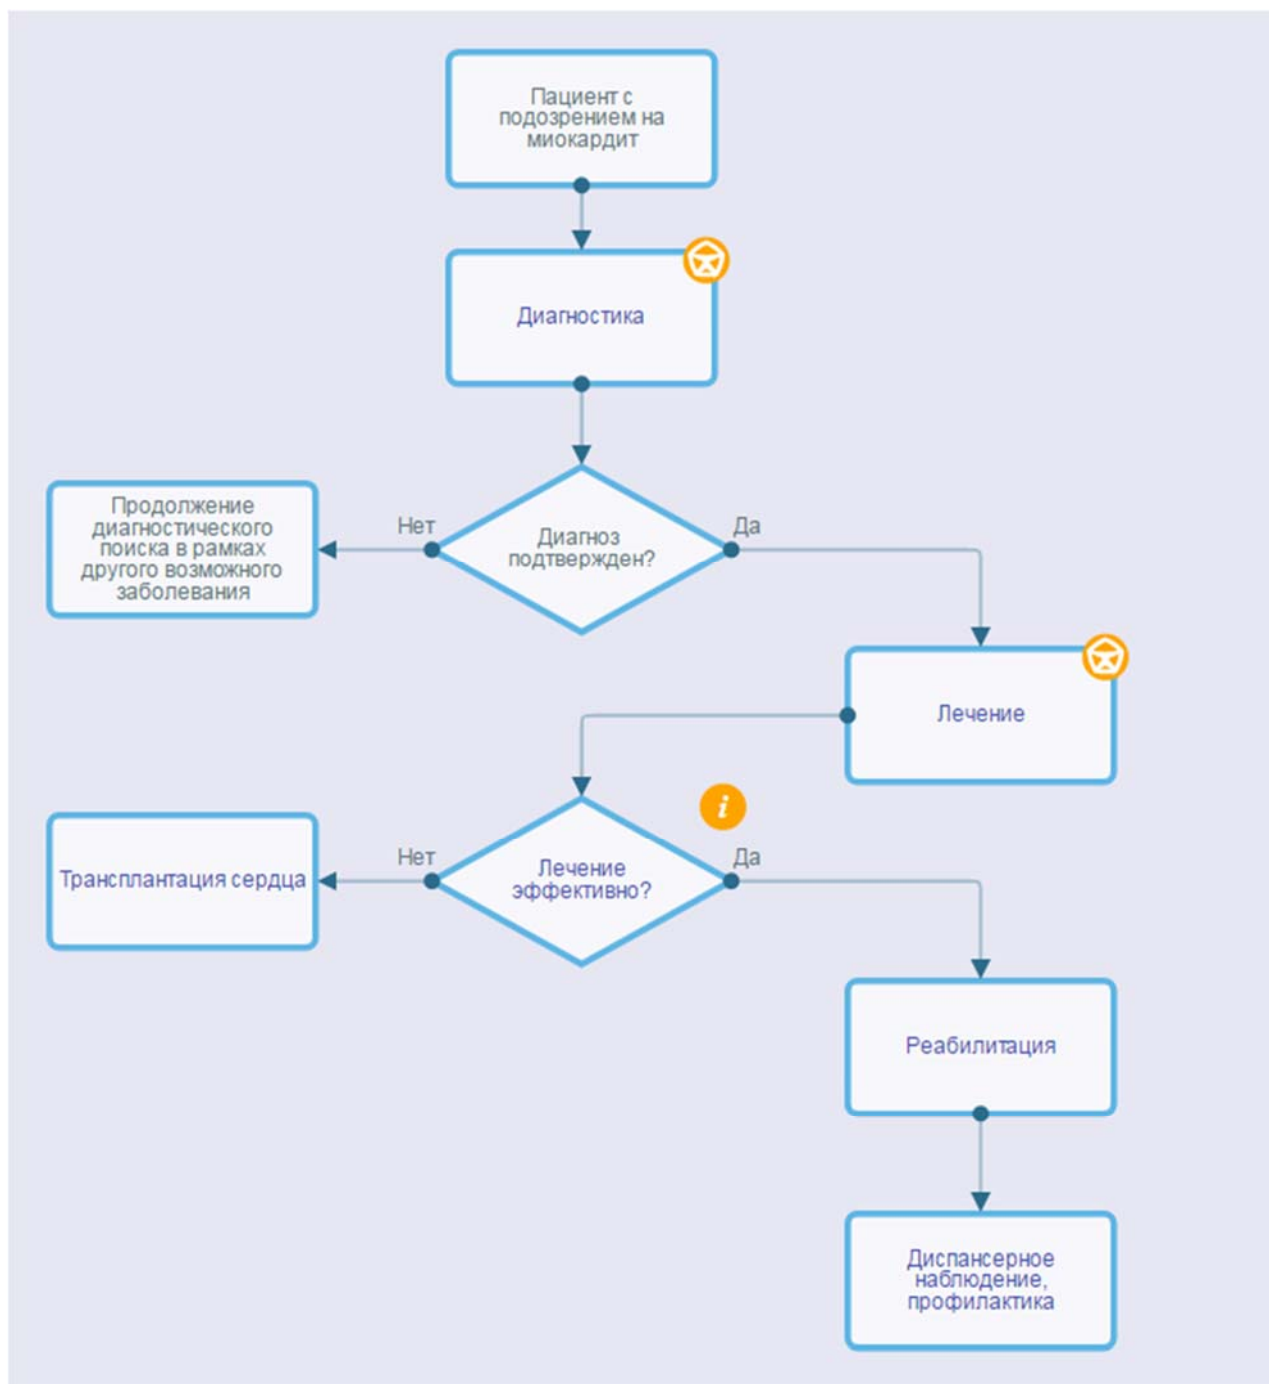 Пациент с
подозрением на
миокардит
Диагностика
Продолжение
диагностического
поиска в рамках
другого возможного
заболевания
Нет
Диагноз
подтвержден?
Да
Лечение
i
Трансплантация сердца
Нет
Лечение
эффективно?
Да
Реабилитация
Диспансерное
наблюдение,
профилактика